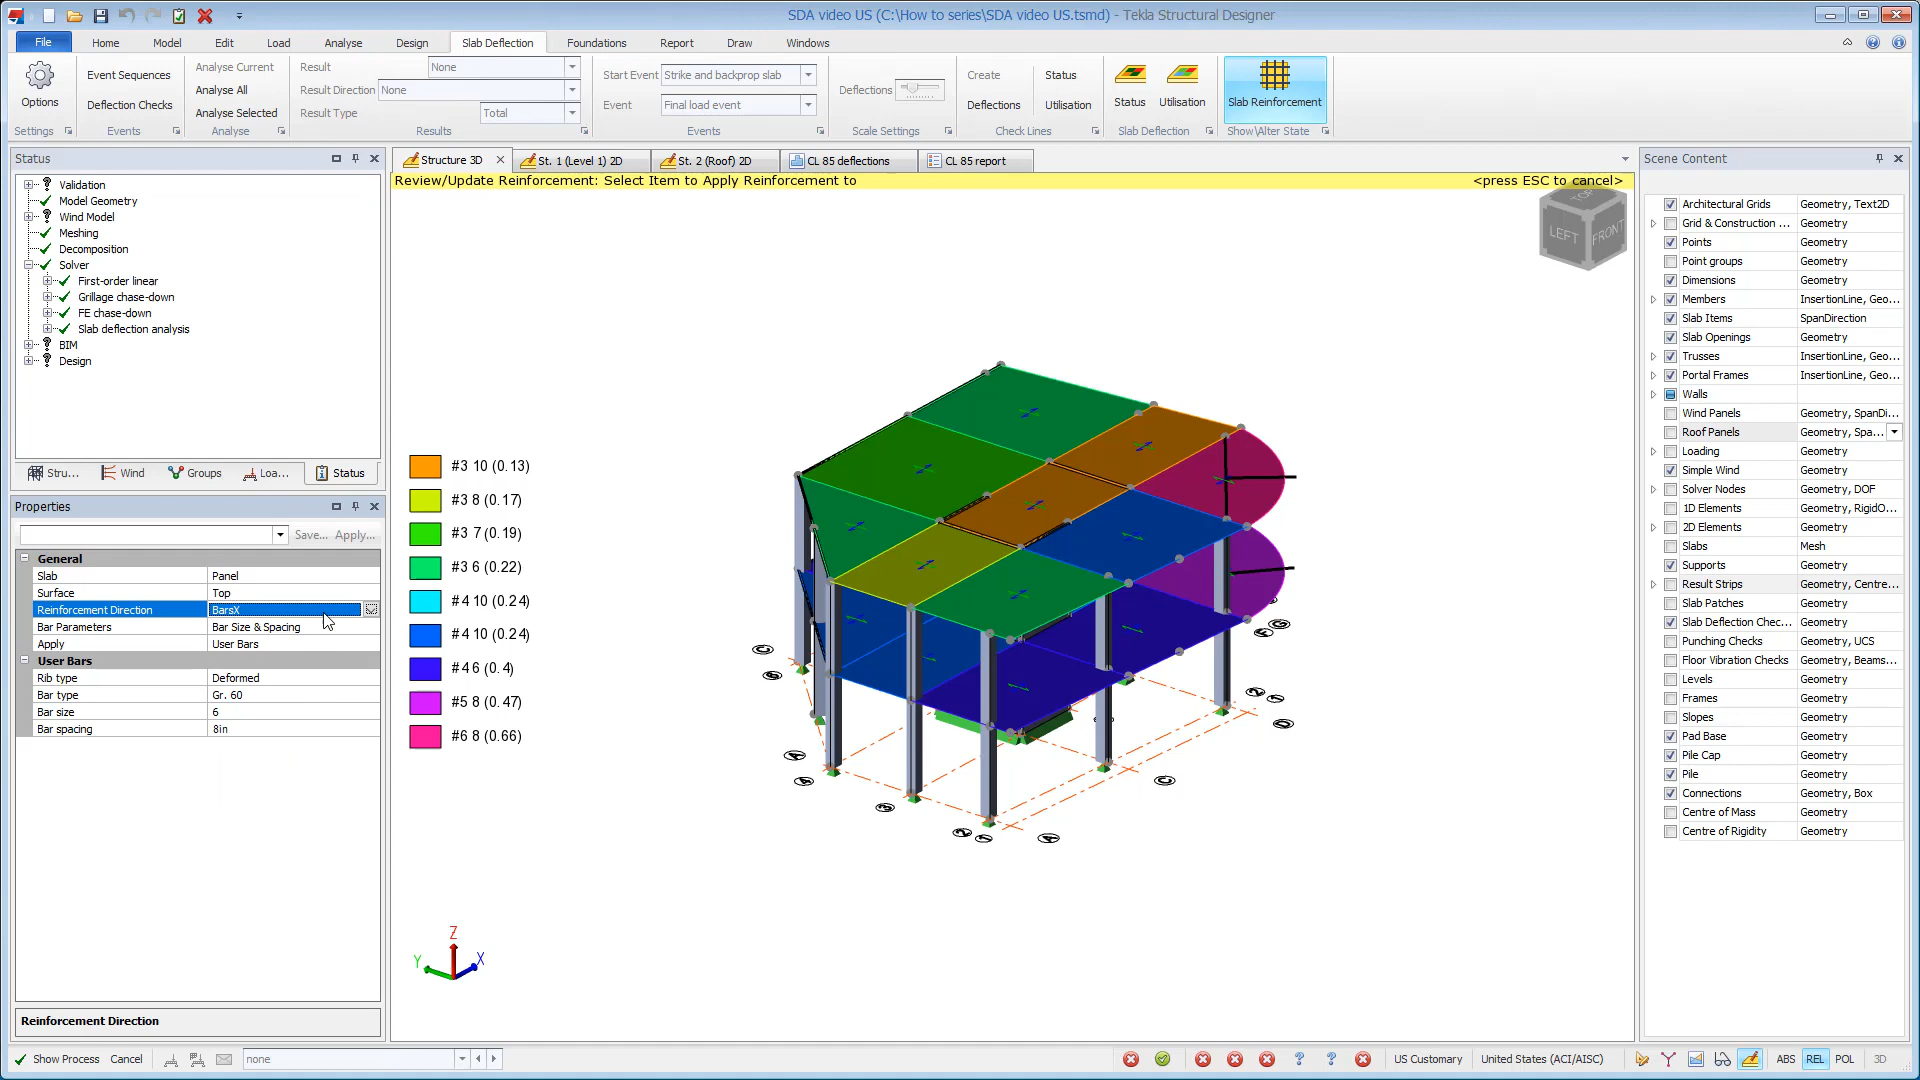 SDA video US (C:\How to series\SDA video US.tsmd) - Tekla Structural Designer
File
Home
Model
Edit
Load
Analyse
Design
Slab Deflection
Foundations
Report
Draw
Windows
Options
Settings
Event Sequences
Deflection Checks
Events
Analyse Current
Analyse All
Analyse Selected
Analyse
Result
None
Result Direction
None
Result Type
Total
Results
Start Event
Strike and backprop slab
Event
Final load event
Events
Deflections
Scale Settings
Create
Deflections
Status
Utilisation
Check Lines
Status
Utilisation
Slab Deflection
Slab Reinforcement
Show\Alter State
Status
Validation
Model Geometry
Wind Model
Meshing
Decomposition
Solver
First-order linear
Grillage chase-down
FE chase-down
Slab deflection analysis
BIM
Design
Stru...
Wind
Groups
Loa...
Status
Properties
Save...
Apply...
General
Slab
Panel
Surface
Top
Reinforcement Direction
BarsX
Bar Parameters
Bar Size & Spacing
Apply
User Bars
User Bars
Rib type
Deformed
Bar type
Gr. 60
Bar size
6
Bar spacing
8in
Reinforcement Direction
Structure 3D
St. 1 (Level 1) 2D
St. 2 (Roof) 2D
CL 85 deflections
CL 85 report
Review/Update Reinforcement: Select Item to Apply Reinforcement to
<press ESC to cancel>
TOP
LEFT
FRONT
#3 10 (0.13)
#3 8 (0.17)
#3 7 (0.19)
#3 6 (0.22)
#4 10 (0.24)
#4 10 (0.24)
#4 6 (0.4)
#5 8 (0.47)
#6 8 (0.66)
C
A
4
3
2
1
A
C
D
2
1
F
G
Z
Y
X
Scene Content
Architectural Grids
Geometry, Text2D
Grid & Construction ...
Geometry
Points
Geometry
Point groups
Geometry
Dimensions
Geometry
Members
InsertionLine, Geo...
Slab Items
SpanDirection
Slab Openings
Geometry
Trusses
InsertionLine, Geo...
Portal Frames
InsertionLine, Geo...
Walls
Wind Panels
Geometry, SpanDi...
Roof Panels
Geometry, Spa...
Loading
Geometry
Simple Wind
Geometry
Solver Nodes
Geometry, DOF
1D Elements
Geometry, RigidO...
2D Elements
Geometry
Slabs
Mesh
Supports
Geometry
Result Strips
Geometry, Centre...
Slab Patches
Geometry
Slab Deflection Chec...
Geometry
Punching Checks
Geometry, UCS
Floor Vibration Checks
Geometry, Beams...
Levels
Geometry
Frames
Geometry
Slopes
Geometry
Pad Base
Geometry
Pile Cap
Geometry
Pile
Geometry
Connections
Geometry, Box
Centre of Mass
Geometry
Centre of Rigidity
Geometry
Show Process
Cancel
none
US Customary
United States (ACI/AISC)
ABS
REL
POL
3D